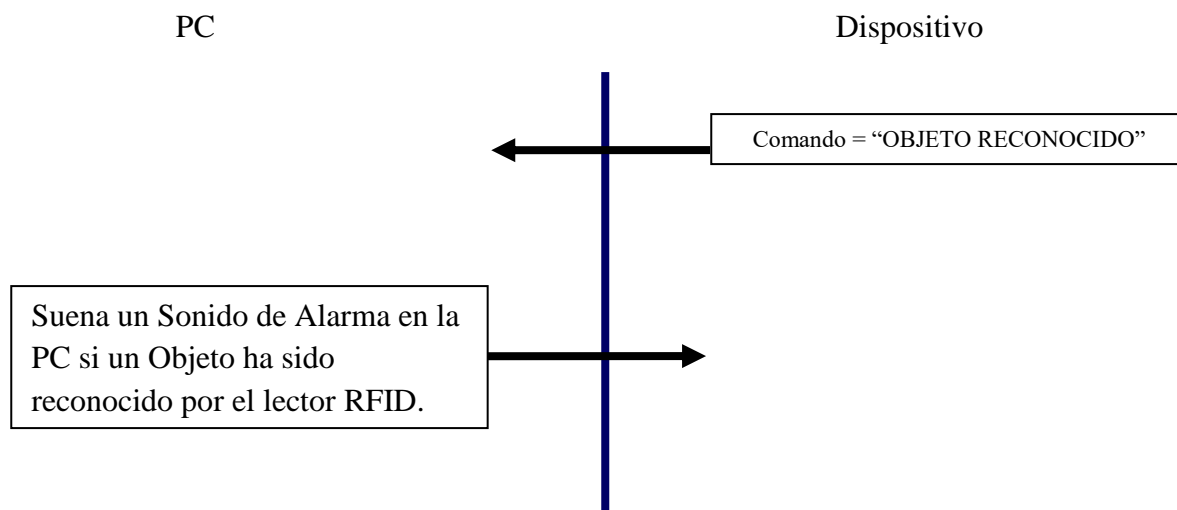 PC
Dispositivo
Comando = “OBJETO RECONOCIDO”
Suena un Sonido de Alarma en la
PC si un Objeto ha sido
reconocido por el lector RFID.